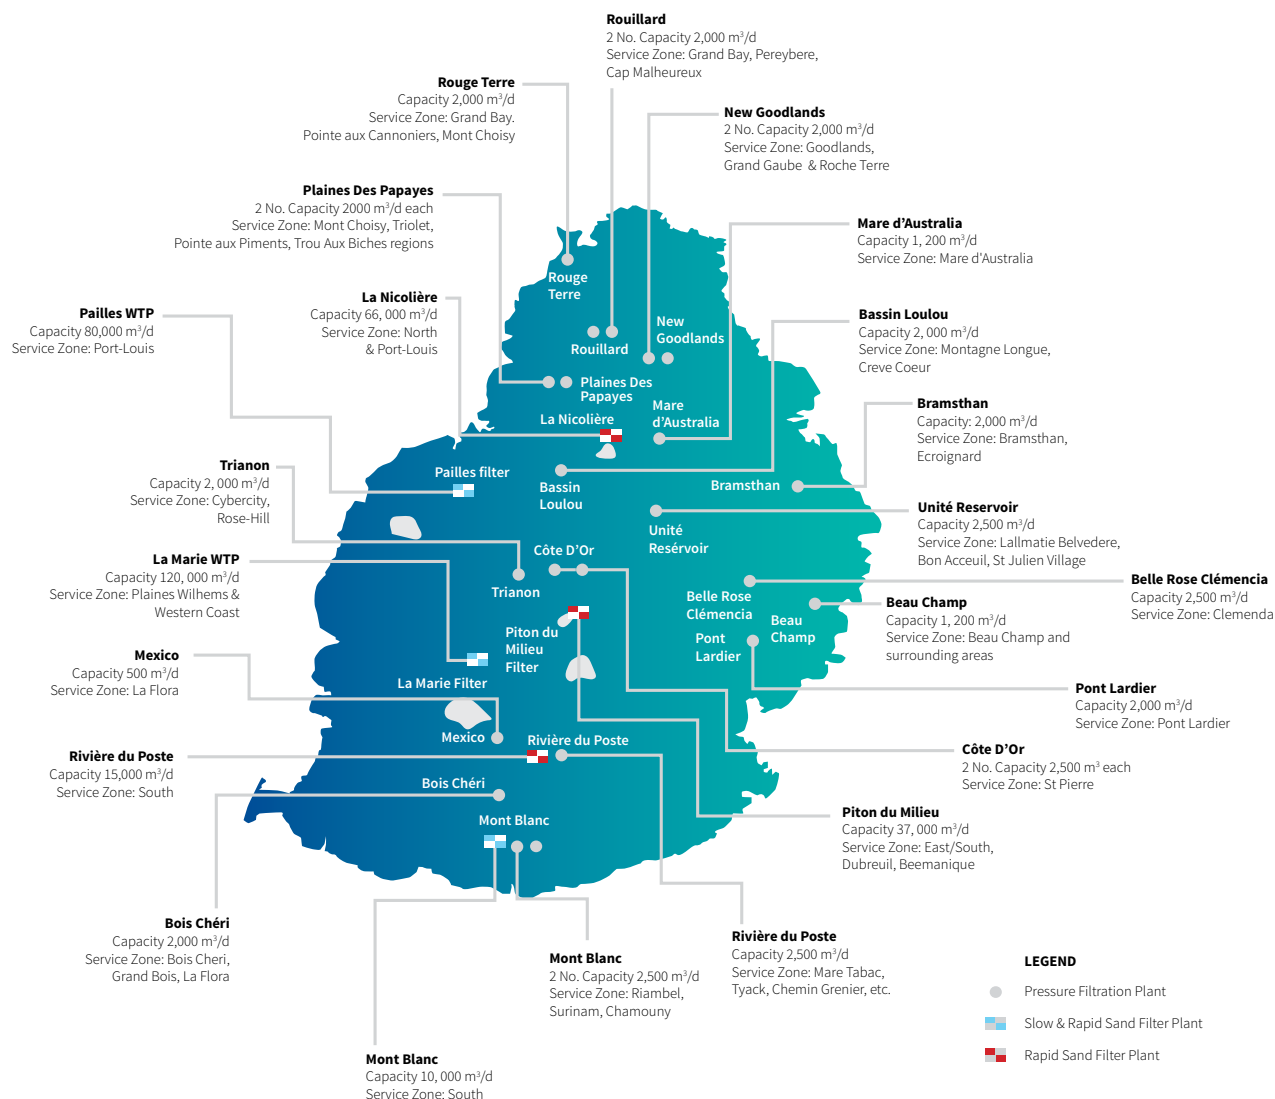 Rouillard
2 No. Capacity 2,000 m³/d
Service Zone: Grand Bay, Pereybere,
Cap Malheureux
Rouge Terre
Capacity 2,000 m³/d
Service Zone: Grand Bay.
Pointe aux Cannoniers, Mont Choisy
New Goodlands
2 No. Capacity 2,000 m³/d
Service Zone: Goodlands,
Grand Gaube & Roche Terre
Plaines Des Papayes
2 No. Capacity 2000 m³/d each
Service Zone: Mont Choisy, Triolet,
Pointe aux Piments, Trou Aux Biches regions
Mare d'Australia
Capacity 1, 200 m³/d
Service Zone: Mare d'Australia
La Nicolière
Capacity 66, 000 m³/d
Service Zone: North
& Port-Louis
Pailles WTP
Capacity 80,000 m³/d
Service Zone: Port-Louis
Bassin Loulou
Capacity 2, 000 m³/d
Service Zone: Montagne Longue,
Creve Coeur
Bramsthan
Capacity: 2,000 m³/d
Service Zone: Bramsthan,
Ecroignard
Trianon
Capacity 2, 000 m³/d
Service Zone: Cybercity,
Rose-Hill
Unité Reservoir
Capacity 2,500 m³/d
Service Zone: Lallmatie Belvedere,
Bon Acceuil, St Julien Village
La Marie WTP
Capacity 120, 000 m³/d
Service Zone: Plaines Wilhems &
Western Coast
Belle Rose Clémencia
Capacity 2,500 m³/d
Service Zone: Clemenda
Beau Champ
Capacity 1, 200 m³/d
Service Zone: Beau Champ and
surrounding areas
Mexico
Capacity 500 m³/d
Service Zone: La Flora
Pont Lardier
Capacity 2,000 m³/d
Service Zone: Pont Lardier
Rivière du Poste
Capacity 15,000 m³/d
Service Zone: South
Côte D'Or
2 No. Capacity 2,500 m³ each
Service Zone: St Pierre
Piton du Milieu
Capacity 37, 000 m³/d
Service Zone: East/South,
Dubreuil, Beemanique
Bois Chéri
Capacity 2,000 m³/d
Service Zone: Bois Cheri,
Grand Bois, La Flora
Rivière du Poste
Capacity 2,500 m³/d
Service Zone: Mare Tabac,
Tyack, Chemin Grenier, etc.
Mont Blanc
2 No. Capacity 2,500 m³/d
Service Zone: Riambel,
Surinam, Chamouny
Mont Blanc
Capacity 10, 000 m³/d
Service Zone: South
Rouge
Terre
Rouillard
New
Goodlands
Plaines Des
Papayes
La Nicolière
Mare
d'Australia
Pailles filter
Bassin
Loulou
Bramsthan
Unité
Resérvoir
Côte D'Or
Trianon
Belle Rose
Clémencia
Beau
Champ
Pont
Lardier
Piton du
Milieu
Filter
La Marie Filter
Mexico
Rivière du Poste
Bois Chéri
Mont Blanc
LEGEND
Pressure Filtration Plant
Slow & Rapid Sand Filter Plant
Rapid Sand Filter Plant